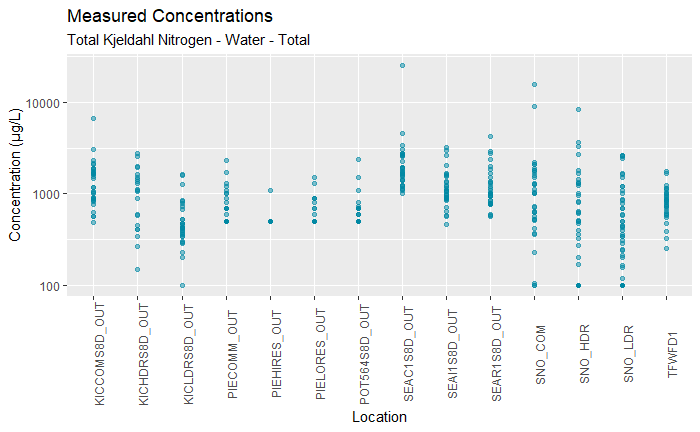 Measured Concentrations
Total Kjeldahl Nitrogen - Water - Total
Concentration (µg/L)
10000
1000
100
KICCOMS8D_OUT
KICHDRS8D_OUT
KICLDRS8D_OUT
PIECOMM_OUT
PIEHIRES_OUT
PIELORES_OUT
POT564S8D_OUT
SEAC1S8D_OUT
SEAI1S8D_OUT
SEAR1S8D_OUT
SNO_COM
SNO_HDR
SNO_LDR
TFWFD1
Location